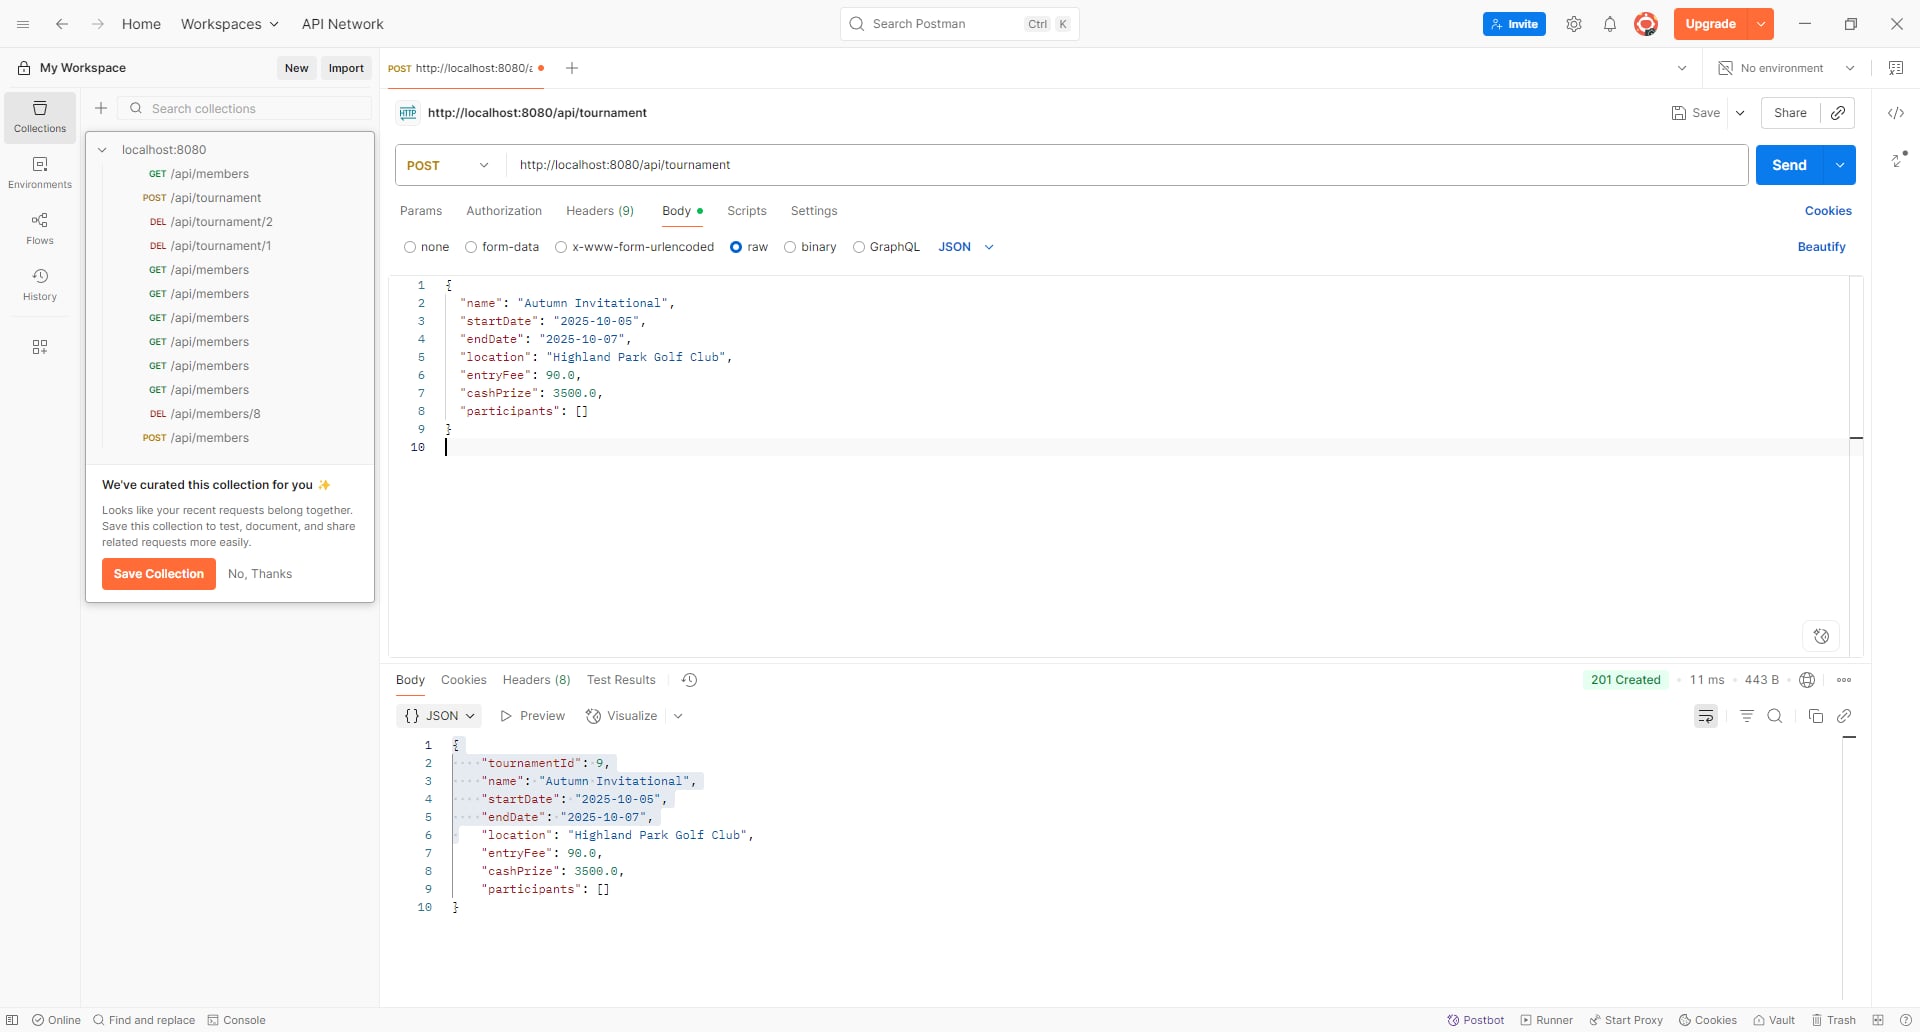 Home Workspaces API Network Search Postman Ctrl K Invite Upgrade
My Workspace New Import POST http://localhost:8080/a No environment
Search collections
Collections
Environments
Flows
History
localhost:8080
GET /api/members
POST /api/tournament
DEL /api/tournament/2
DEL /api/tournament/1
GET /api/members
GET /api/members
GET /api/members
GET /api/members
GET /api/members
GET /api/members
DEL /api/members/8
POST /api/members
We've curated this collection for you ✨
Looks like your recent requests belong together.
Save this collection to test, document, and share
related requests more easily.
Save Collection No, Thanks
HTTP http://localhost:8080/api/tournament Save Share
POST http://localhost:8080/api/tournament Send
Params Authorization Headers (9) Body Scripts Settings Cookies
none form-data x-www-form-urlencoded raw binary GraphQL JSON Beautify
1 {
2 "name": "Autumn Invitational",
3 "startDate": "2025-10-05",
4 "endDate": "2025-10-07",
5 "location": "Highland Park Golf Club",
6 "entryFee": 90.0,
7 "cashPrize": 3500.0,
8 "participants": []
9 }
10
Body Cookies Headers (8) Test Results 201 Created 11 ms 443 B
{} JSON Preview Visualize
1 {
2 "tournamentId": 9,
3 "name": "Autumn Invitational",
4 "startDate": "2025-10-05",
5 "endDate": "2025-10-07",
6 "location": "Highland Park Golf Club",
7 "entryFee": 90.0,
8 "cashPrize": 3500.0,
9 "participants": []
10 }
Online Find and replace Console Postbot Runner Start Proxy Cookies Vault Trash